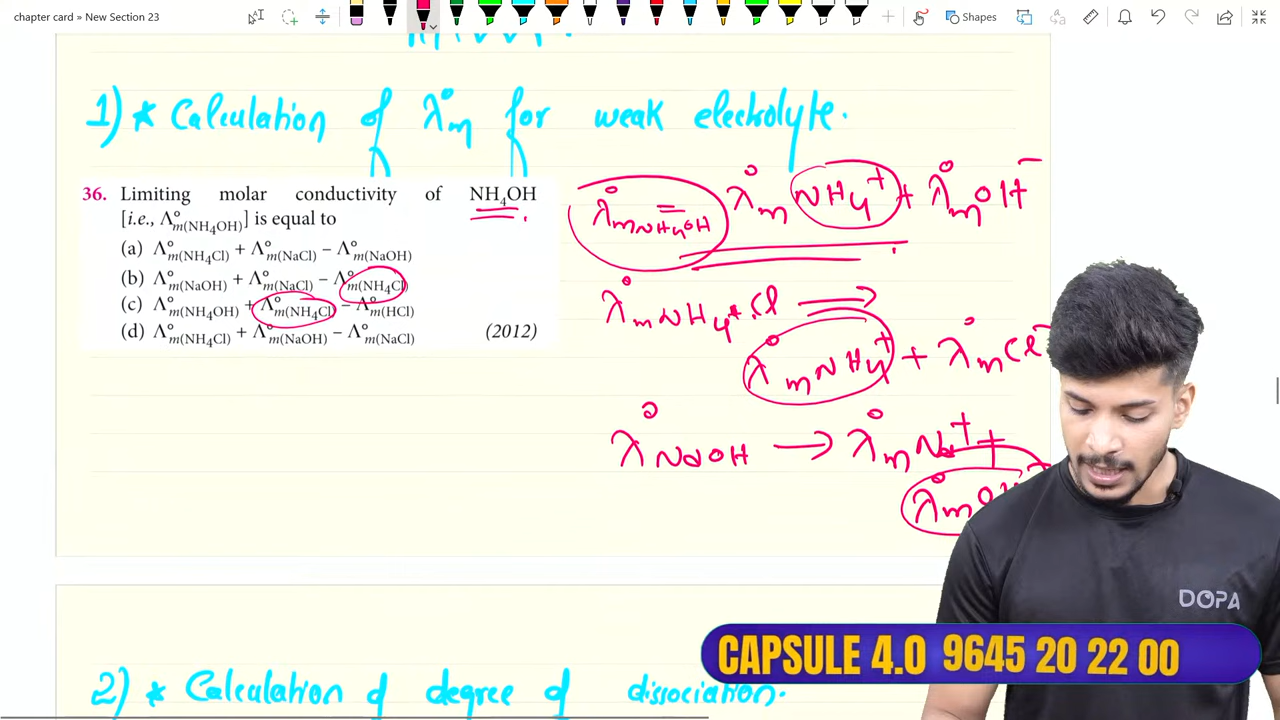 chapter card » New Section 23
Shapes
1) * Calculation of λ°m for weak electrolyte.
36. Limiting molar conductivity of NH₄OH
[i.e., Λ°m(NH₄OH)] is equal to
(a) Λ°m(NH₄Cl) + Λ°m(NaCl) – Λ°m(NaOH)
(b) Λ°m(NaOH) + Λ°m(NaCl) – Λ°m(NH₄Cl)
(c) Λ°m(NH₄OH) + Λ°m(NH₄Cl) – Λ°m(HCl)
(d) Λ°m(NH₄Cl) + Λ°m(NaOH) – Λ°m(NaCl) (2012)
λ°m NH₄OH = λ°m NH₄⁺ + λ°m OH⁻
λ°m NH₄⁺Cl ⇒
λ°m NH₄⁺ + λ°m Cl⁻
λ° NaOH → λ°m Na⁺ +
λ°m
DOPA
CAPSULE 4.0 9645 20 22 00
2) * Calculation of degree of dissociation.